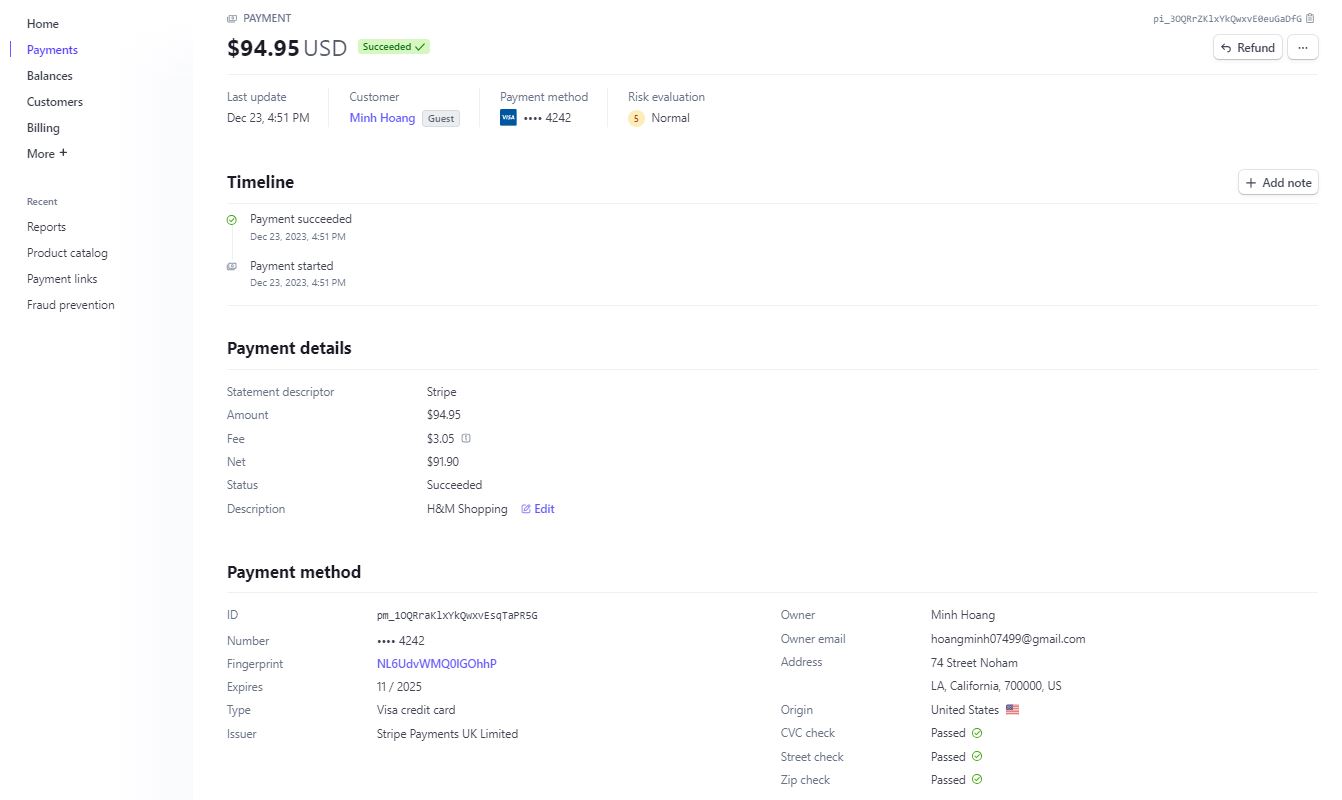 Home
Payments
Balances
Customers
Billing
More +
Recent
Reports
Product catalog
Payment links
Fraud prevention
PAYMENT
pi_3OQRrZKlxYkQwxvE0euGaDfG
$94.95 USD Succeeded
Refund ...
Last update Customer Payment method Risk evaluation
Dec 23, 4:51 PM Minh Hoang Guest VISA •••• 4242 5 Normal
Timeline + Add note
Payment succeeded
Dec 23, 2023, 4:51 PM
Payment started
Dec 23, 2023, 4:51 PM
Payment details
Statement descriptor Stripe
Amount $94.95
Fee $3.05
Net $91.90
Status Succeeded
Description H&M Shopping Edit
Payment method
ID pm_1OQRraKlxYkQwxvEsqTaPR5G
Number •••• 4242
Fingerprint NL6UdvWMQ0IGOhhP
Expires 11 / 2025
Type Visa credit card
Issuer Stripe Payments UK Limited
Owner Minh Hoang
Owner email hoangminh07499@gmail.com
Address 74 Street Noham
LA, California, 700000, US
Origin United States
CVC check Passed
Street check Passed
Zip check Passed